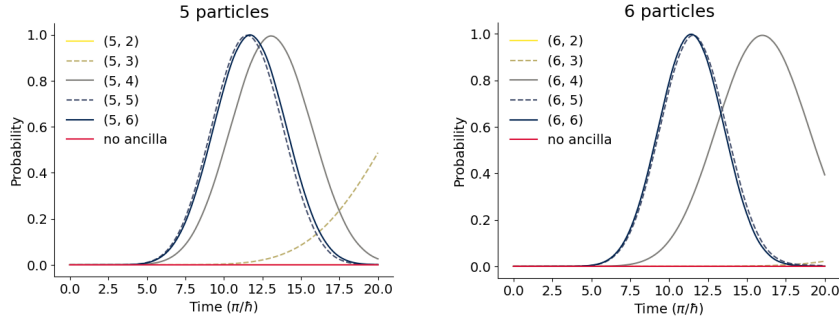 5 particles
(5, 2)
(5, 3)
(5, 4)
(5, 5)
(5, 6)
no ancilla
Probability
1.0
0.8
0.6
0.4
0.2
0.0
0.0 2.5 5.0 7.5 10.0 12.5 15.0 17.5 20.0
Time (π/ℏ)
6 particles
(6, 2)
(6, 3)
(6, 4)
(6, 5)
(6, 6)
no ancilla
Probability
1.0
0.8
0.6
0.4
0.2
0.0
0.0 2.5 5.0 7.5 10.0 12.5 15.0 17.5 20.0
Time (π/ℏ)